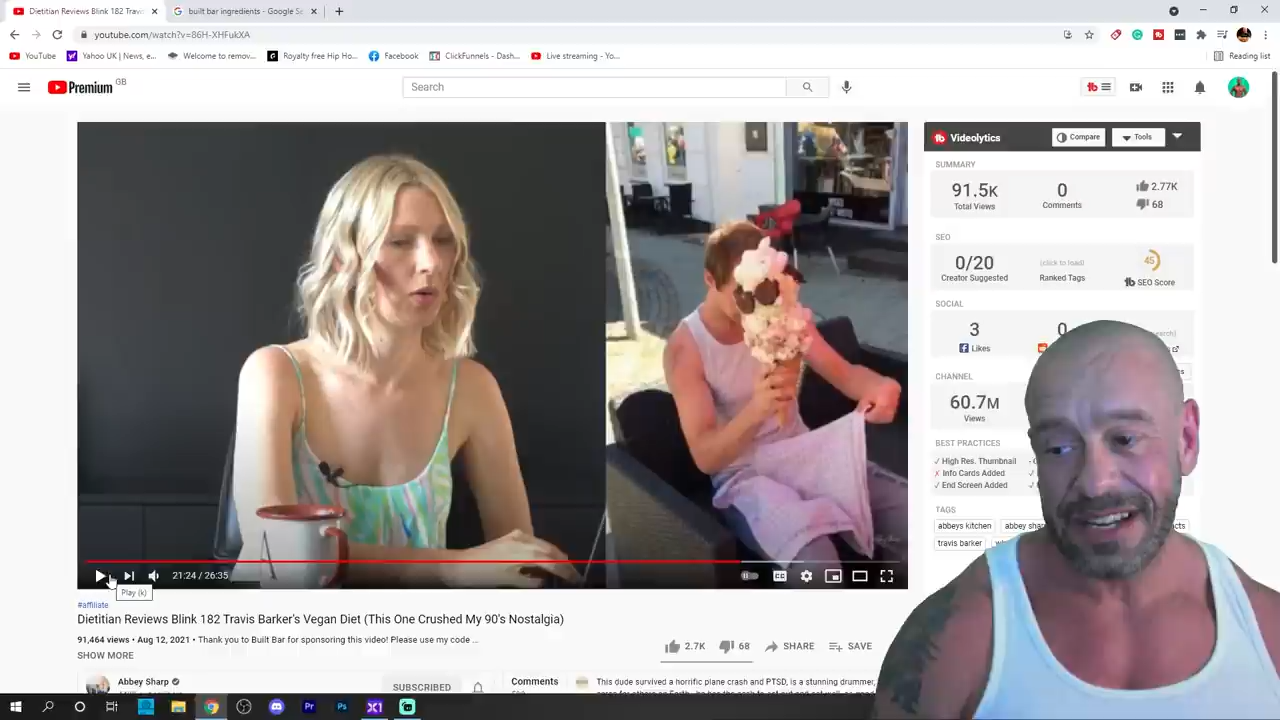 Dietitian Reviews Blink 182 Travi
built bar ingredients - Google Se
youtube.com/watch?v=86H-XHFukXA
YouTube
Yahoo UK | News, e...
Welcome to remov...
Royalty free Hip Ho...
Facebook
ClickFunnels - Dash...
Live streaming - Yo...
Reading list
Premium GB
Search
Videolytics
Compare
Tools
SUMMARY
91.5K
Total Views
0
Comments
2.77K
68
SEO
0/20
Creator Suggested
(click to load)
Ranked Tags
45
SEO Score
SOCIAL
3
Likes
0
CHANNEL
60.7M
Views
BEST PRACTICES
High Res. Thumbnail
Info Cards Added
End Screen Added
TAGS
abbeys kitchen
travis barker
21:24 / 26:35
CC
Play (k)
#affiliate
Dietitian Reviews Blink 182 Travis Barker's Vegan Diet (This One Crushed My 90's Nostalgia)
91,464 views • Aug 12, 2021 • Thank you to Built Bar for sponsoring this video! Please use my code ...
SHOW MORE
2.7K
68
SHARE
SAVE
Abbey Sharp
SUBSCRIBED
Comments
This dude survived a horrific plane crash and PTSD, is a stunning drummer,